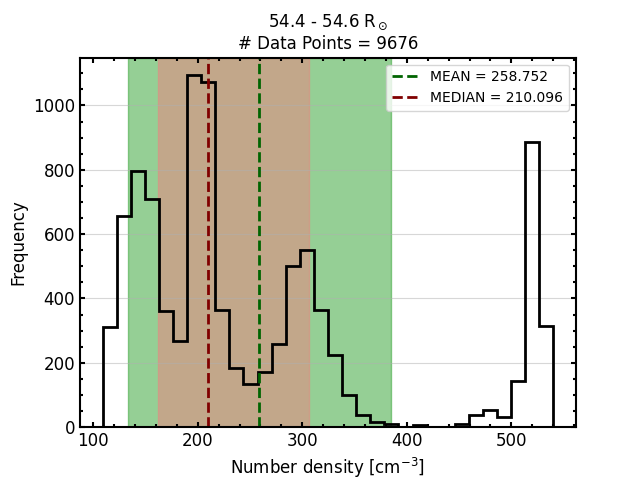 54.4 - 54.6 R⊙
# Data Points = 9676
MEAN = 258.752
MEDIAN = 210.096
Frequency
1000
800
600
400
200
0
100 200 300 400 500
Number density [cm⁻³]